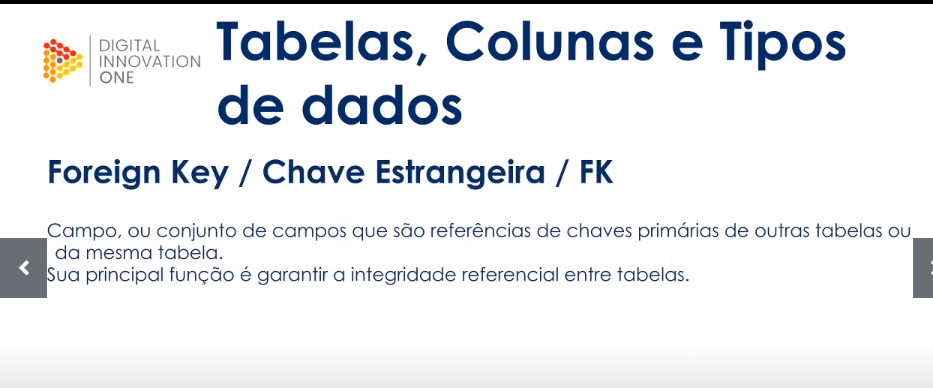 DIGITAL
INNOVATION
ONE
Tabelas, Colunas e Tipos
de dados
Foreign Key / Chave Estrangeira / FK
Campo, ou conjunto de campos que são referências de chaves primárias de outras tabelas ou
da mesma tabela.
Sua principal função é garantir a integridade referencial entre tabelas.